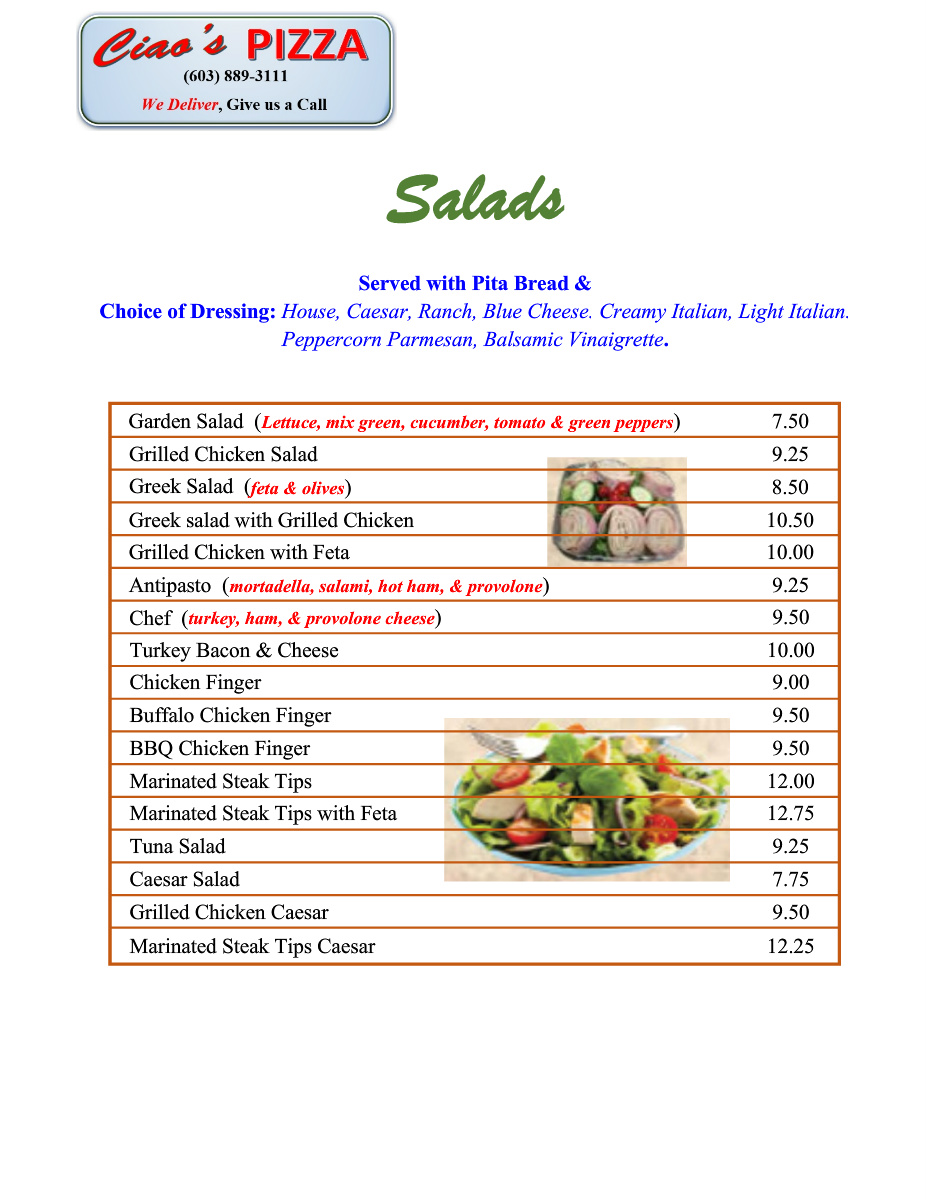 Ciao's PIZZA
(603) 889-3111
We Deliver, Give us a Call
Salads
Served with Pita Bread &
Choice of Dressing: House, Caesar, Ranch, Blue Cheese. Creamy Italian, Light Italian.
Peppercorn Parmesan, Balsamic Vinaigrette.
Garden Salad (Lettuce, mix green, cucumber, tomato & green peppers) 7.50
Grilled Chicken Salad 9.25
Greek Salad (feta & olives) 8.50
Greek salad with Grilled Chicken 10.50
Grilled Chicken with Feta 10.00
Antipasto (mortadella, salami, hot ham, & provolone) 9.25
Chef (turkey, ham, & provolone cheese) 9.50
Turkey Bacon & Cheese 10.00
Chicken Finger 9.00
Buffalo Chicken Finger 9.50
BBQ Chicken Finger 9.50
Marinated Steak Tips 12.00
Marinated Steak Tips with Feta 12.75
Tuna Salad 9.25
Caesar Salad 7.75
Grilled Chicken Caesar 9.50
Marinated Steak Tips Caesar 12.25